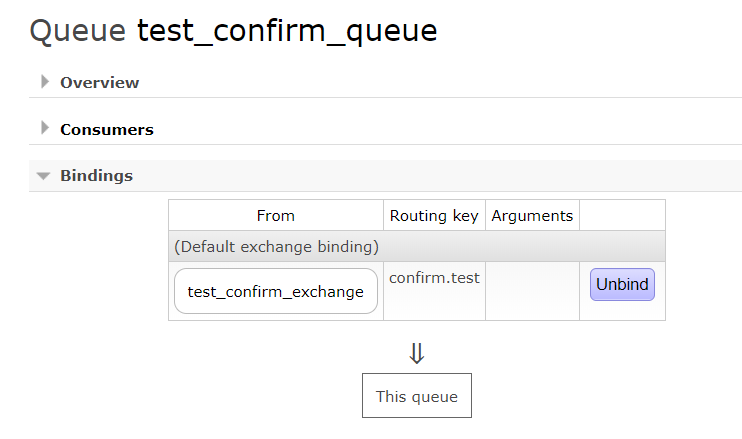 Queue test_confirm_queue
Overview
Consumers
Bindings
From Routing key Arguments
(Default exchange binding)
test_confirm_exchange confirm.test Unbind
⇓
This queue